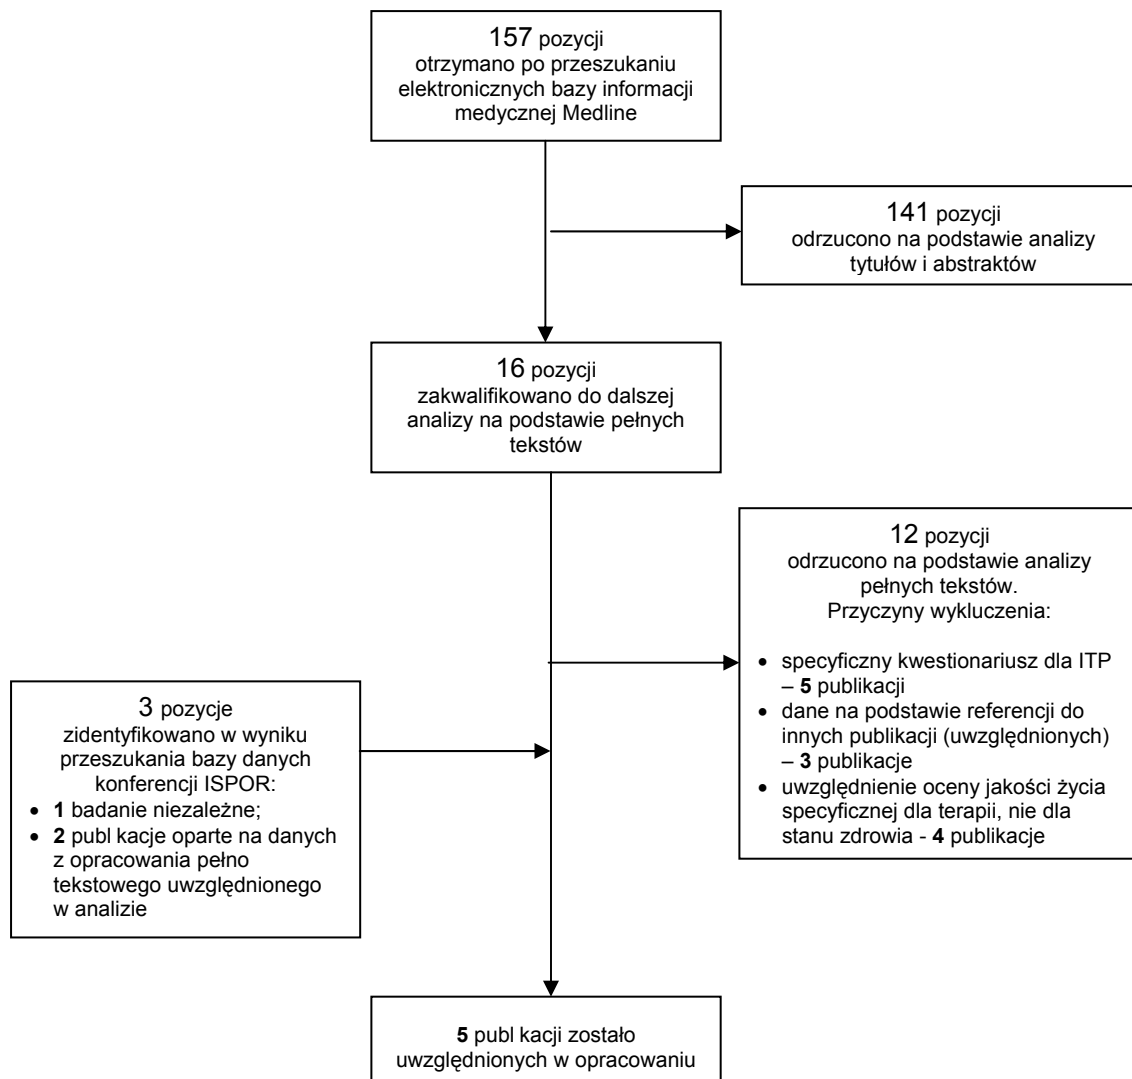 157 pozycji
otrzymano po przeszukaniu
elektronicznych bazy informacji
medycznej Medline
141 pozycji
odrzucono na podstawie analizy
tytułów i abstraktów
16 pozycji
zakwalifikowano do dalszej
analizy na podstawie pełnych
tekstów
12 pozycji
odrzucono na podstawie analizy
pełnych tekstów.
Przyczyny wykluczenia:
• specyficzny kwestionariusz dla ITP
– 5 publikacji
• dane na podstawie referencji do
innych publikacji (uwzględnionych)
– 3 publikacje
• uwzględnienie oceny jakości życia
specyficznej dla terapii, nie dla
stanu zdrowia - 4 publikacje
3 pozycje
zidentyfikowano w wyniku
przeszukania bazy danych
konferencji ISPOR:
• 1 badanie niezależne;
• 2 publ kacje oparte na danych
z opracowania pełno
tekstowego uwzględnionego
w analizie
5 publ kacji zostało
uwzględnionych w opracowaniu